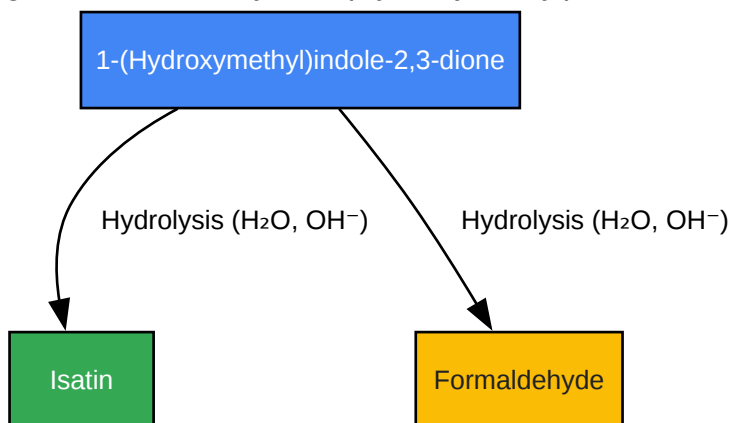 1-(Hydroxymethyl)indole-2,3-dione
Hydrolysis (H₂O, OH⁻)
Hydrolysis (H₂O, OH⁻)
Isatin
Formaldehyde